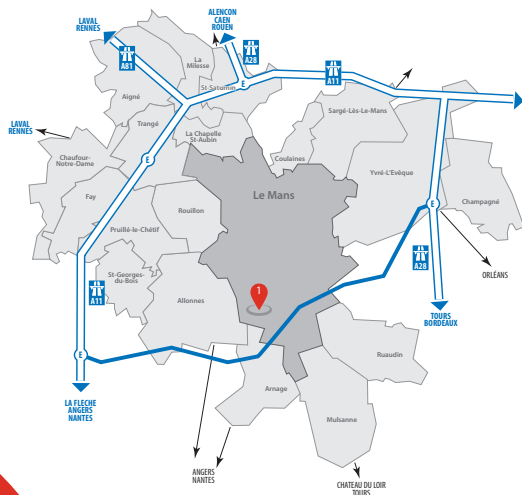 LAVAL
RENNES
ALENCON
CAEN
ROUEN
A81
A28
La
Milesse
St-Saturnin
E
A11
Aigné
Sargé-Lès-Le-Mans
Trangé
La Chapelle
St-Aubin
LAVAL
RENNES
Coulaines
Chaufour-
Notre-Dame
E
Yvré-L'Evêque
Le Mans
Fay
Rouillon
E
Champagné
Pruillé-le-Chétif
A28
ORLÉANS
St-Georges-
du-Bois
A11
Allonnes
1
TOURS
BORDEAUX
E
Ruaudin
Arnage
LA FLECHE
ANGERS
NANTES
Mulsanne
ANGERS
NANTES
CHATEAU DU LOIR
TOURS